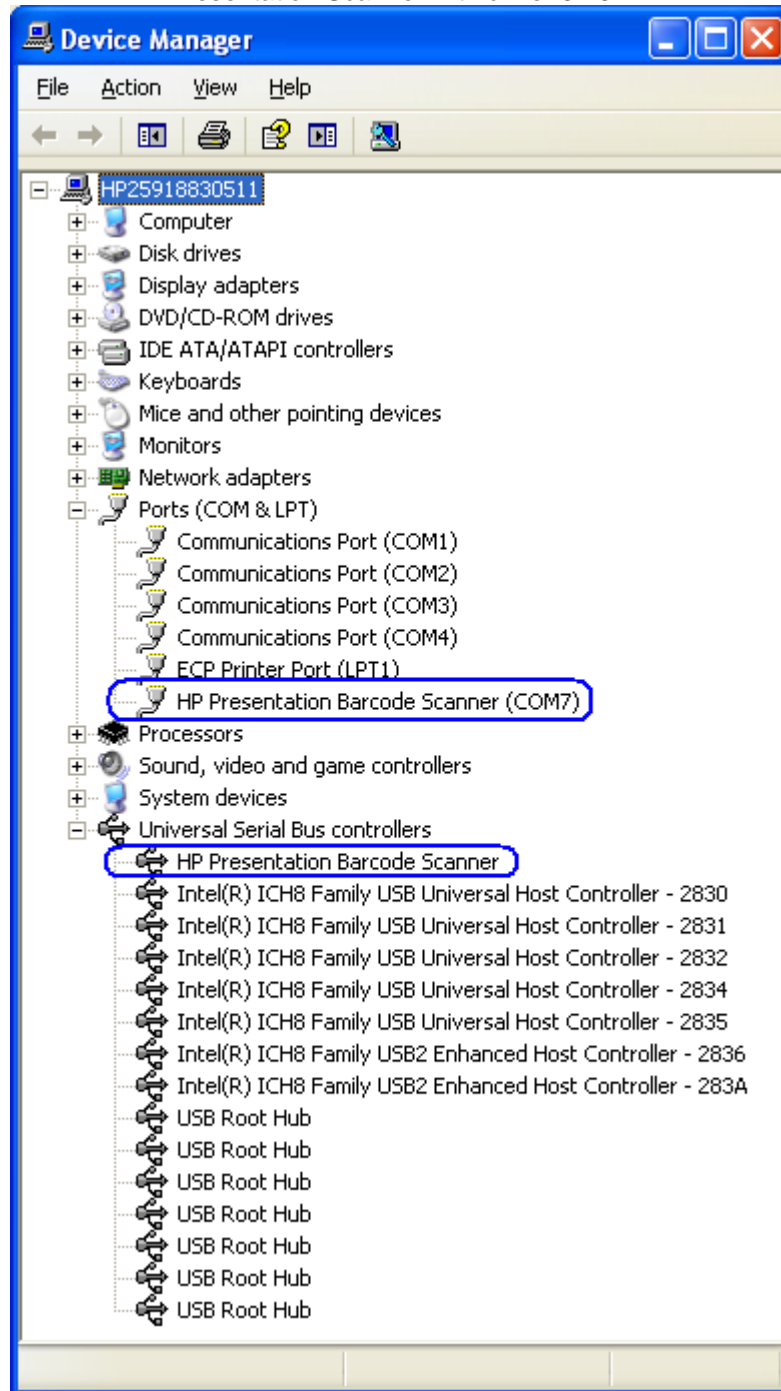 Device Manager
File Action View Help
HP25918830511
Computer
Disk drives
Display adapters
DVD/CD-ROM drives
IDE ATA/ATAPI controllers
Keyboards
Mice and other pointing devices
Monitors
Network adapters
Ports (COM & LPT)
Communications Port (COM1)
Communications Port (COM2)
Communications Port (COM3)
Communications Port (COM4)
ECP Printer Port (LPT1)
HP Presentation Barcode Scanner (COM7)
Processors
Sound, video and game controllers
System devices
Universal Serial Bus controllers
HP Presentation Barcode Scanner
Intel(R) ICH8 Family USB Universal Host Controller - 2830
Intel(R) ICH8 Family USB Universal Host Controller - 2831
Intel(R) ICH8 Family USB Universal Host Controller - 2832
Intel(R) ICH8 Family USB Universal Host Controller - 2834
Intel(R) ICH8 Family USB Universal Host Controller - 2835
Intel(R) ICH8 Family USB2 Enhanced Host Controller - 2836
Intel(R) ICH8 Family USB2 Enhanced Host Controller - 283A
USB Root Hub
USB Root Hub
USB Root Hub
USB Root Hub
USB Root Hub
USB Root Hub
USB Root Hub